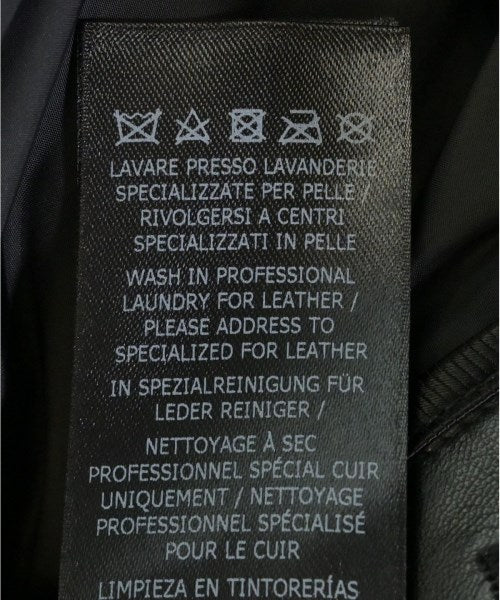 LAVARE PRESSO LAVANDERIE
SPECIALIZZATE PER PELLE /
RIVOLGERSI A CENTRI
SPECIALIZZATI IN PELLE
WASH IN PROFESSIONAL
LAUNDRY FOR LEATHER /
PLEASE ADDRESS TO
SPECIALIZED FOR LEATHER
IN SPEZIALREINIGUNG FÜR
LEDER REINIGER /
NETTOYAGE À SEC
PROFESSIONNEL SPÉCIAL CUIR
UNIQUEMENT / NETTOYAGE
PROFESSIONNEL SPÉCIALISÉ
POUR LE CUIR
LIMPIEZA EN TINTORERÍAS